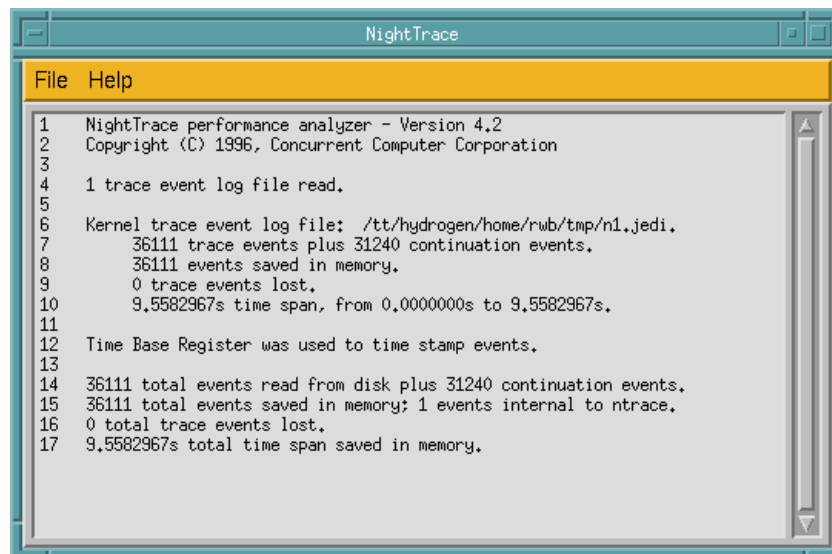 NightTrace
File Help
1 NightTrace performance analyzer - Version 4.2
2 Copyright (C) 1996, Concurrent Computer Corporation
3
4 1 trace event log file read.
5
6 Kernel trace event log file: /tt/hydrogen/home/rwb/tmp/n1.jedi.
7 36111 trace events plus 31240 continuation events.
8 36111 events saved in memory.
9 0 trace events lost.
10 9.5582967s time span, from 0.0000000s to 9.5582967s.
11
12 Time Base Register was used to time stamp events.
13
14 36111 total events read from disk plus 31240 continuation events.
15 36111 total events saved in memory; 1 events internal to ntrace.
16 0 total trace events lost.
17 9.5582967s total time span saved in memory.